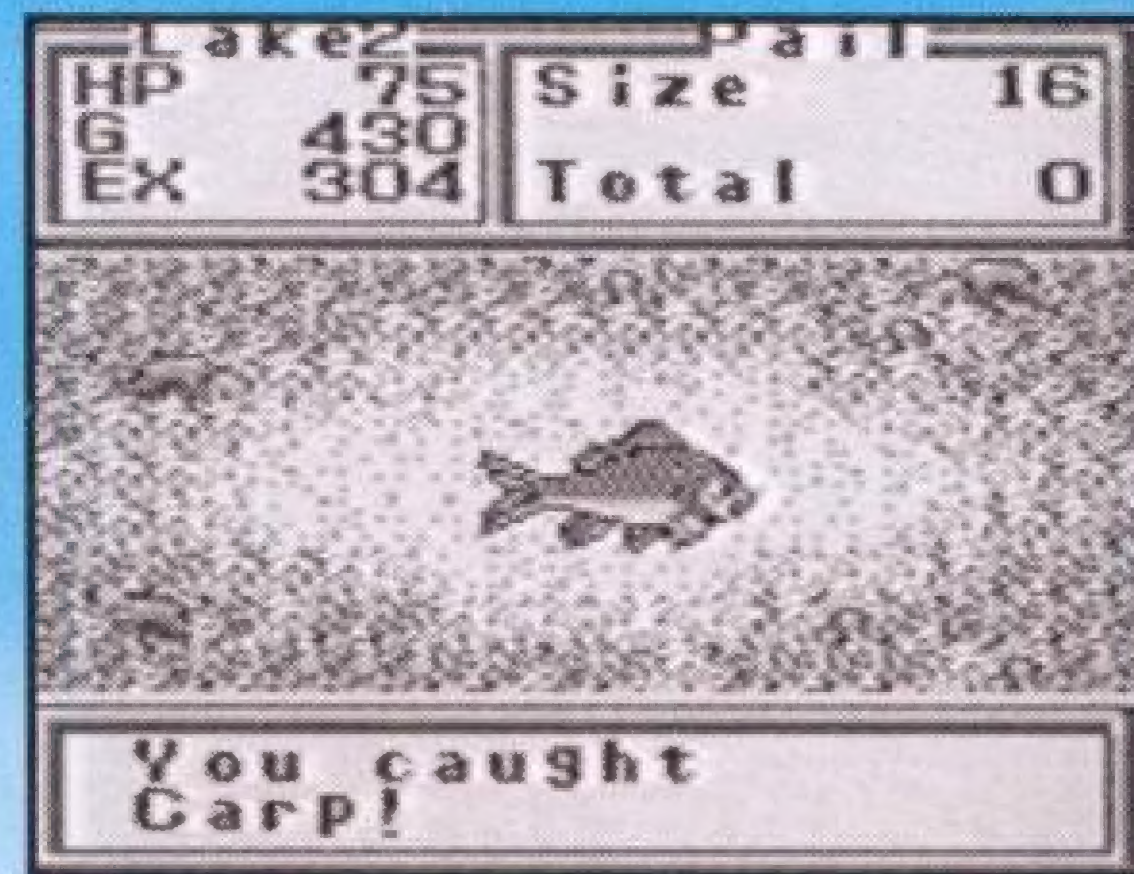 Lake2
HP 75
G 430
EX 304
Pail
Size 16
Total 0
You caught
Carp!